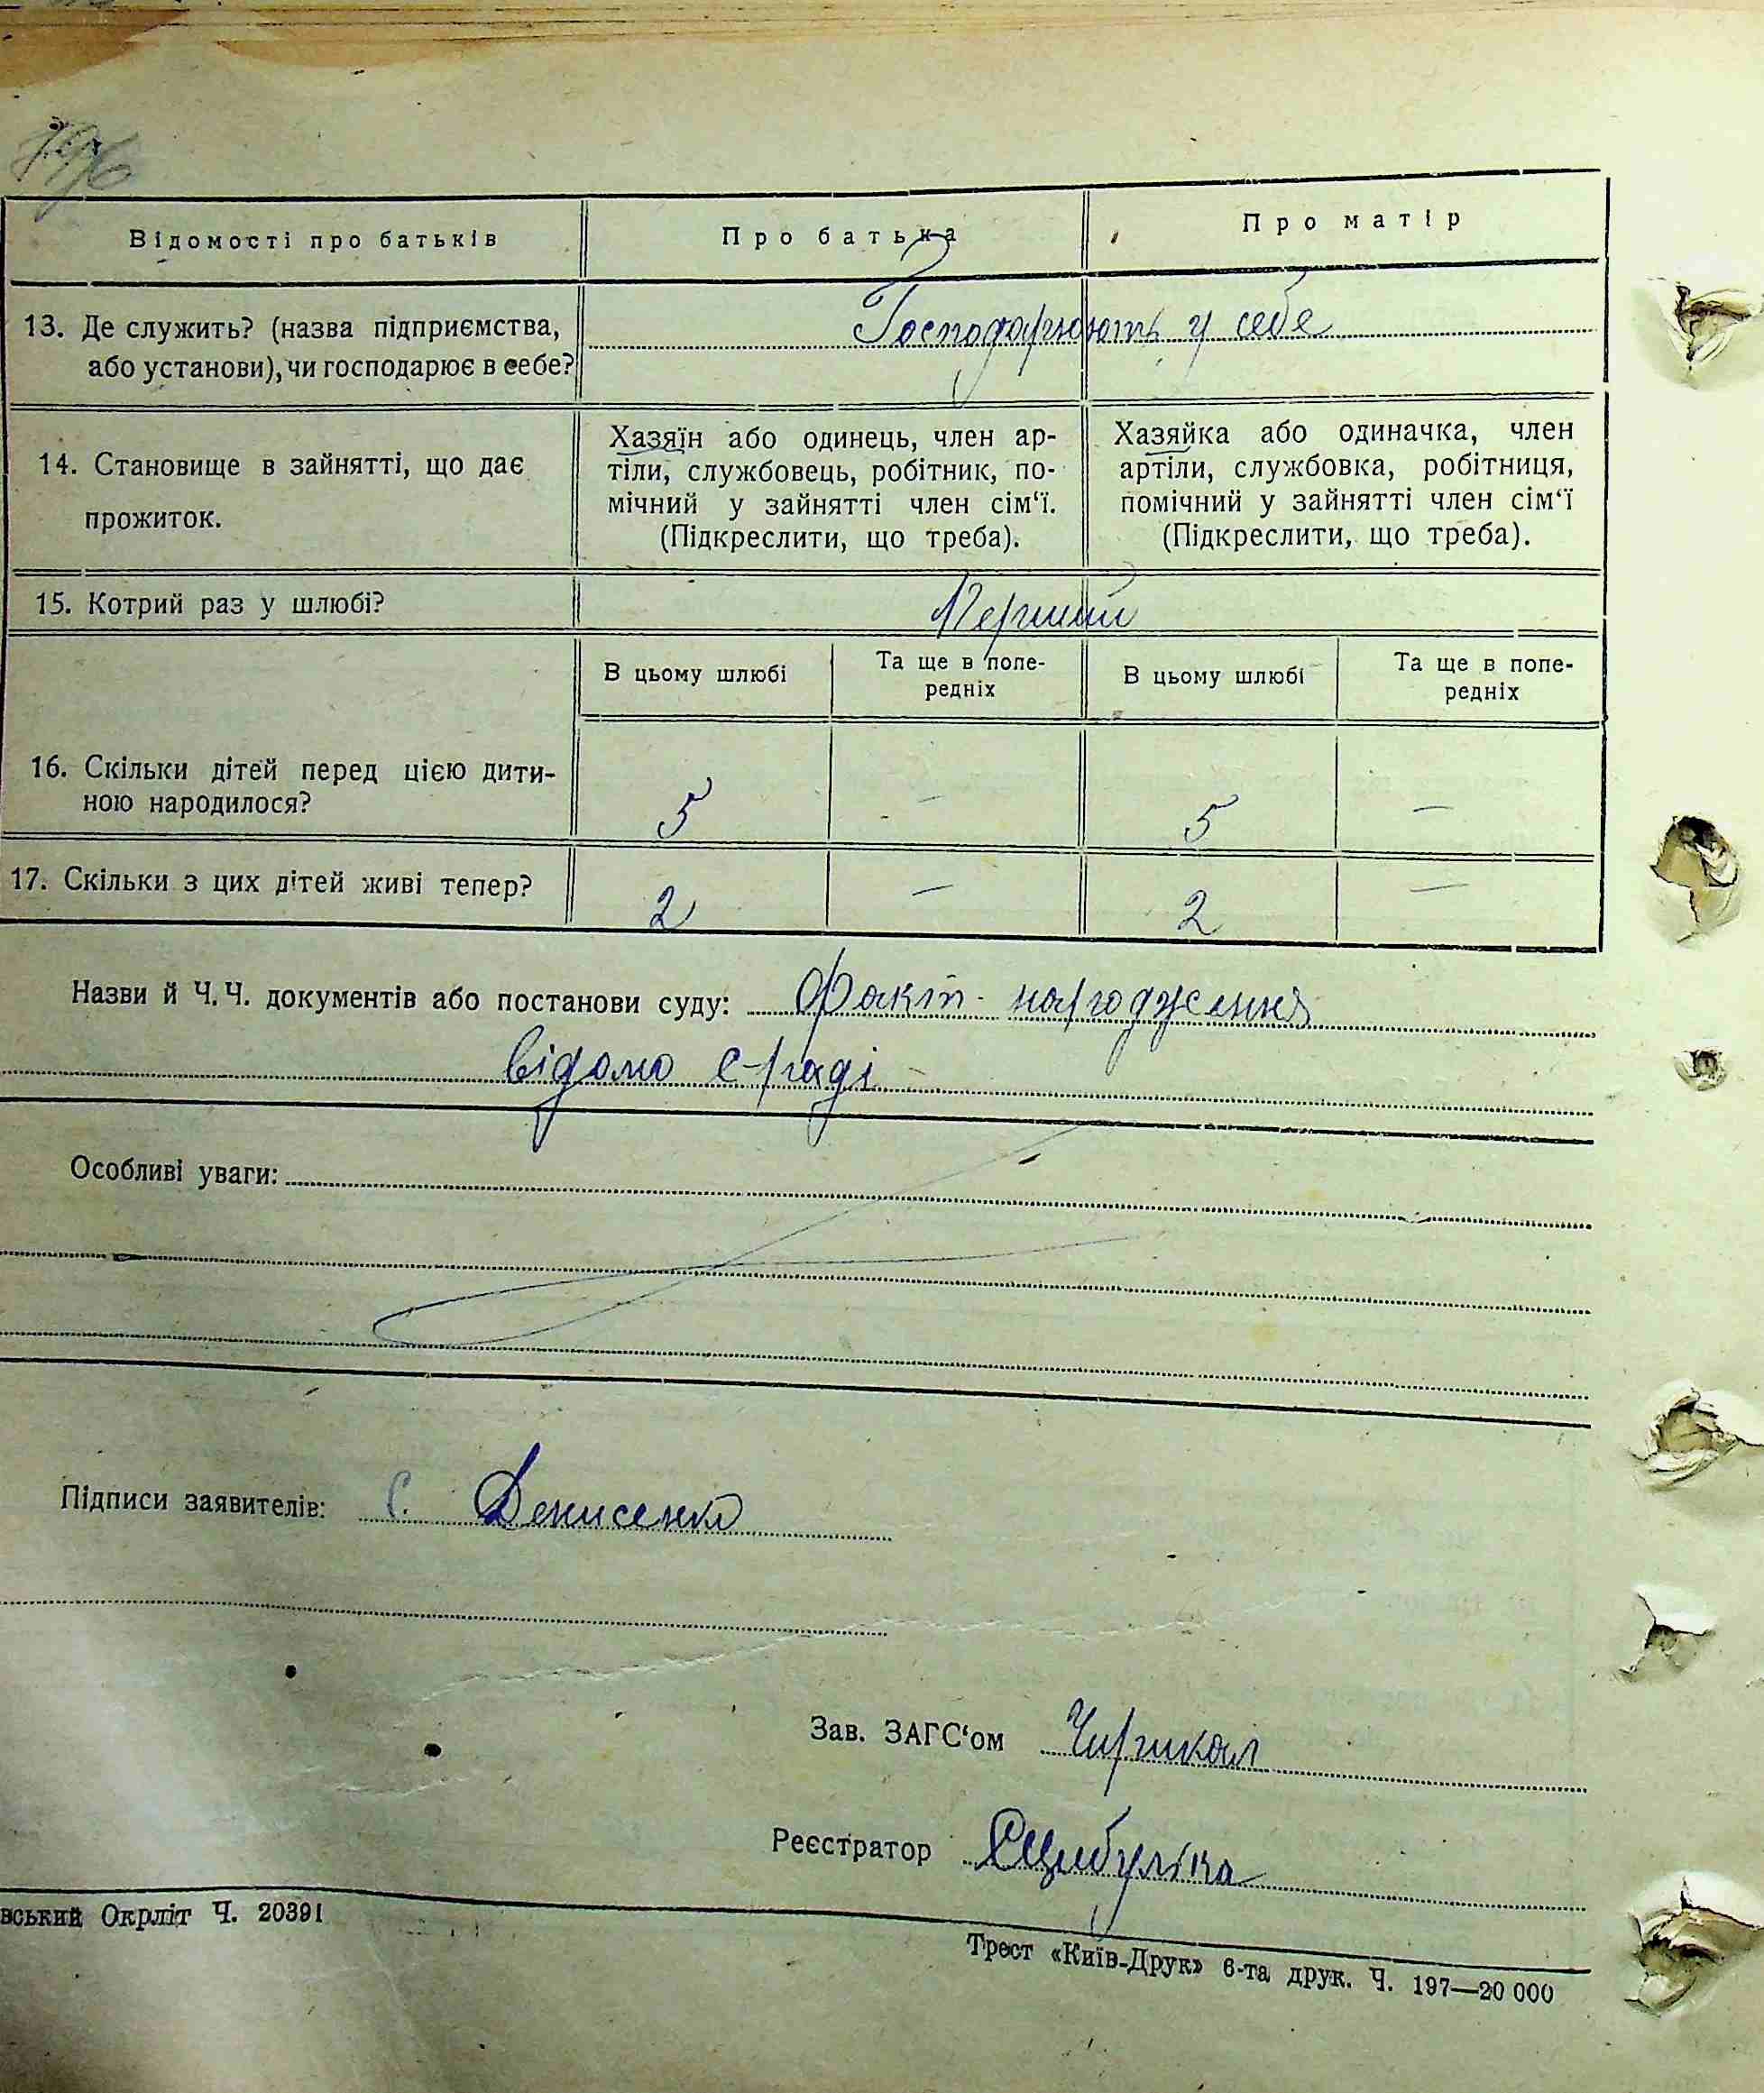 Відомості про батьків Про батька Про матір
13. Де служить? (назва підприємства, або установи), чи господарює в себе? Господарюють у себе
14. Становище в зайнятті, що дає прожиток.
Хазяїн або одинець, член ар-
тіли, службовець, робітник, по-
мічний у зайнятті член сім‘ї.
(Підкреслити, що треба).
Хазяйка або одиначка, член
артіли, службовка, робітниця,
помічний у зайнятті член сім‘ї
(Підкреслити, що треба).
15. Котрий раз у шлюбі? Перший
В цьому шлюбі Та ще в попе-редніх В цьому шлюбі Та ще в попе-редніх
16. Скільки дітей перед цією дити-
ною народилося? 5 — 5 —
17. Скільки з цих дітей живі тепер? 2 — 2 —
Назви й Ч. Ч. документів або постанови суду: Факт народження
відомо с-раді
Особливі уваги:
Підписи заявителів: С. Денисенко
Зав. ЗАГС‘ом
Реєстратор
вський Окрліт Ч. 20391
Трест «Київ-Друк» 6-та друк. Ч. 197—20 000